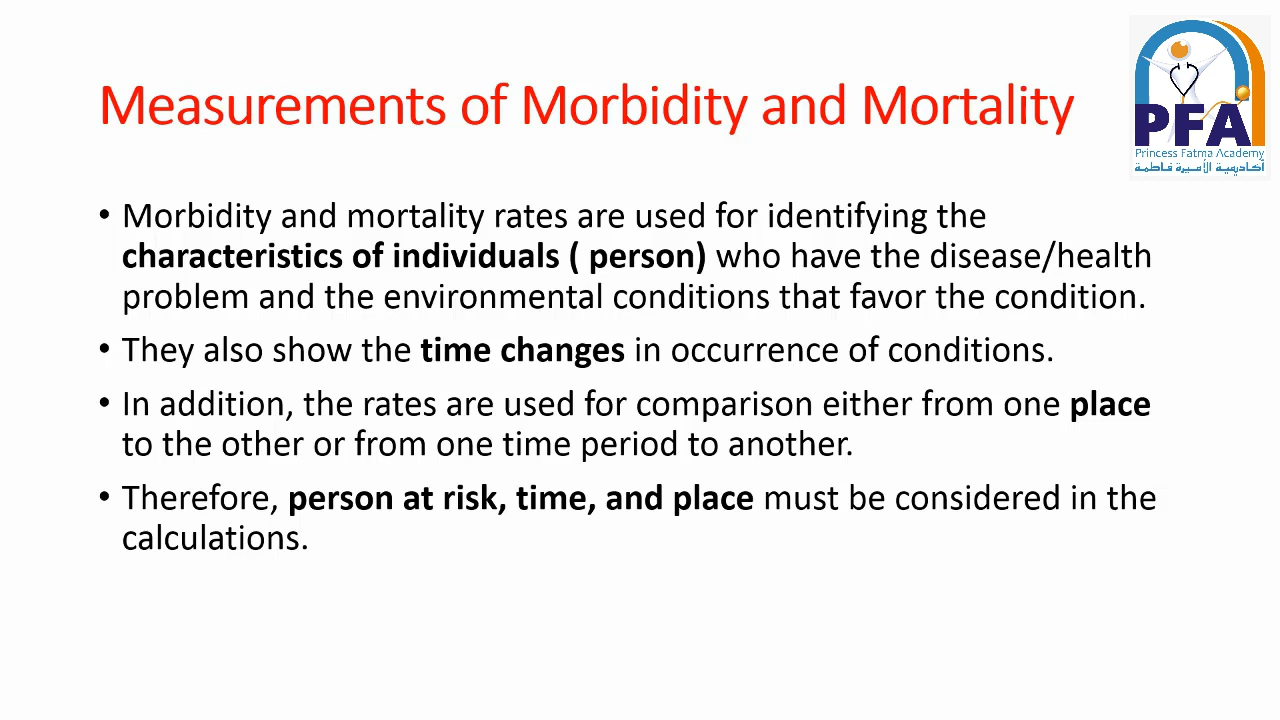 Measurements of Morbidity and Mortality
PFA
Princess Fatma Academy
أكاديمية الأميرة فاطمة
• Morbidity and mortality rates are used for identifying the
characteristics of individuals ( person) who have the disease/health
problem and the environmental conditions that favor the condition.
• They also show the time changes in occurrence of conditions.
• In addition, the rates are used for comparison either from one place
to the other or from one time period to another.
• Therefore, person at risk, time, and place must be considered in the
calculations.